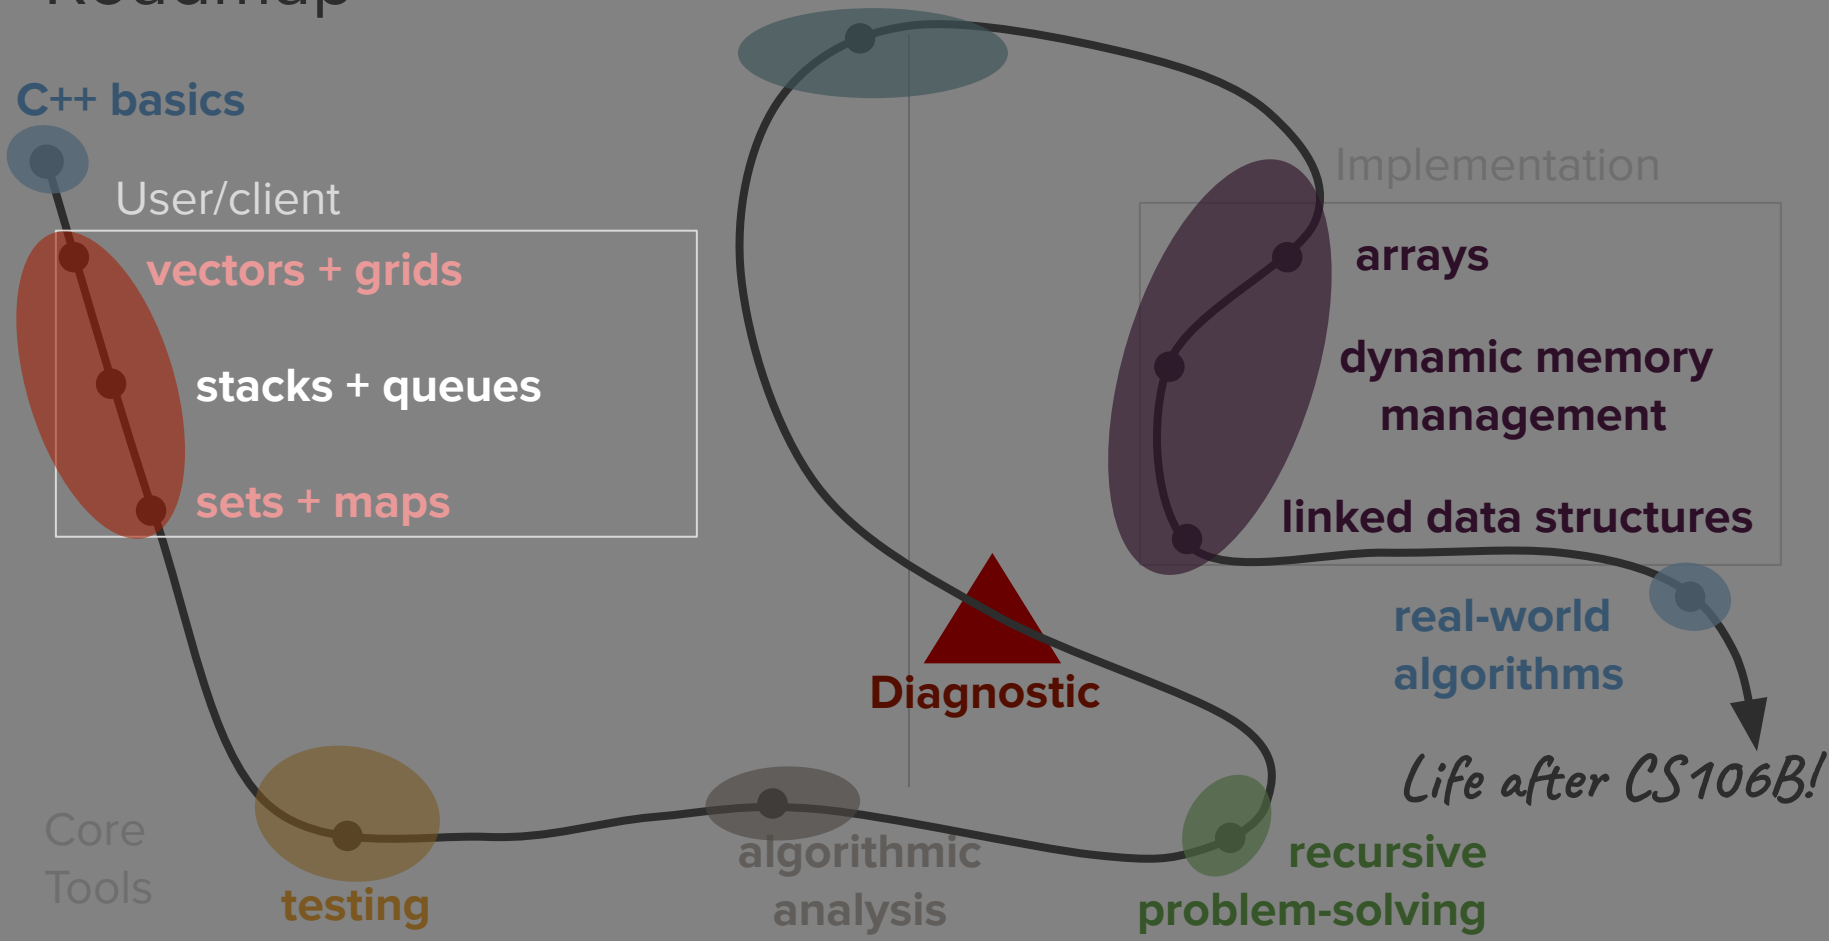 Roadmap
C++ basics
User/client
vectors + grids
stacks + queues
sets + maps
Core
Tools
testing
algorithmic
analysis
recursive
problem-solving
Diagnostic
Implementation
arrays
dynamic memory
management
linked data structures
real-world
algorithms
Life after CS106B!